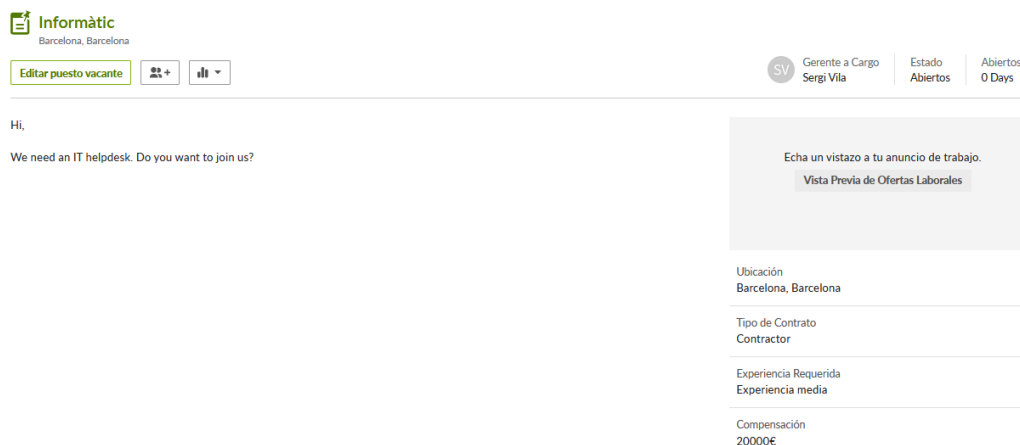 Informàtic
Barcelona, Barcelona
Editar puesto vacante
SV
Gerente a Cargo
Sergi Vila
Estado
Abiertos
Abiertos
0 Days
Hi,
We need an IT helpdesk. Do you want to join us?
Echa un vistazo a tu anuncio de trabajo.
Vista Previa de Ofertas Laborales
Ubicación
Barcelona, Barcelona
Tipo de Contrato
Contractor
Experiencia Requerida
Experiencia media
Compensación
20000€